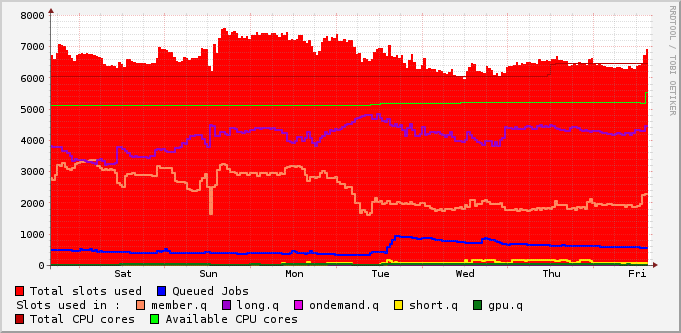 8000
7000
6000
5000
4000
3000
2000
1000
0
Sat Sun Mon Tue Wed Thu Fri
Total slots used Queued Jobs
Slots used in : member.q long.q ondemand.q short.q gpu.q
Total CPU cores Available CPU cores
RRDTOOL / TOBI OETIKER